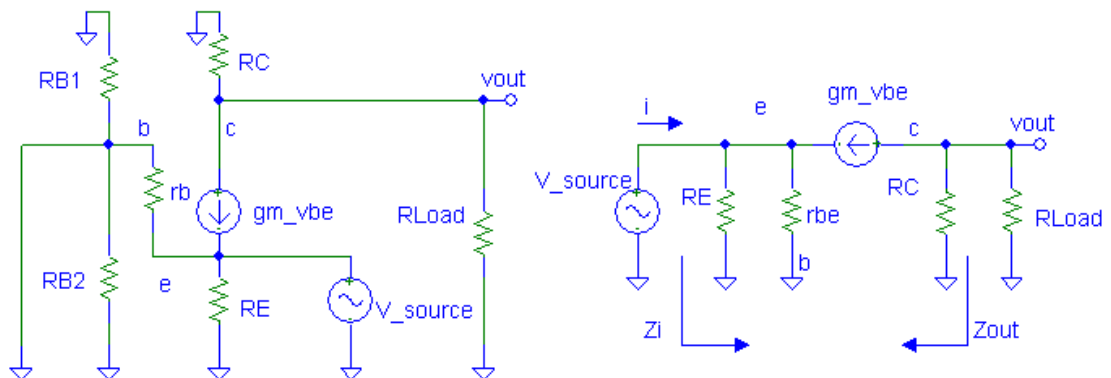 RB1
RC
vout
b
c
rb
gm_vbe
RLoad
RB2
e
RE
V_source
gm_vbe
i
e
c
vout
V_source
RE
rbe
RC
RLoad
b
Zi
Zout